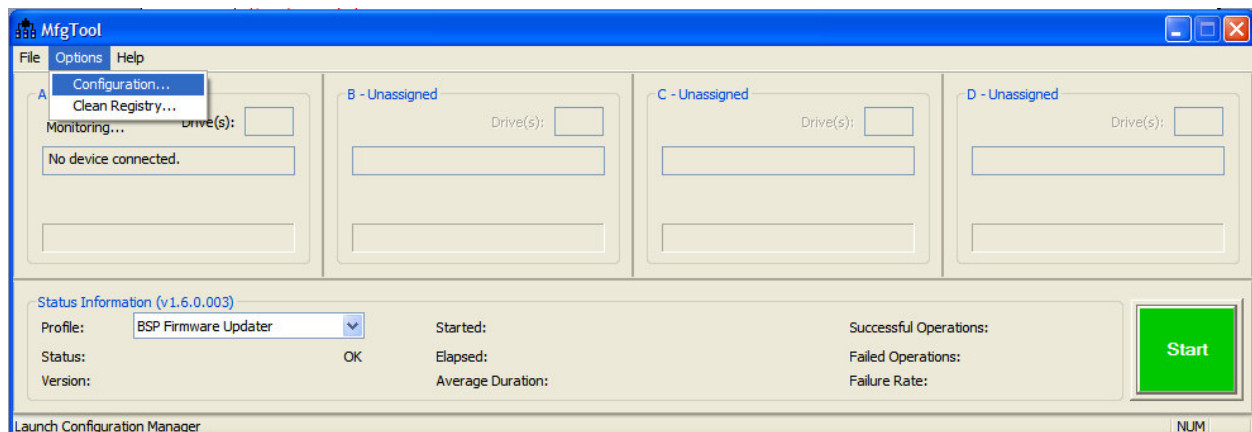 MfgTool
File Options Help
Configuration...
Clean Registry...
A
Monitoring... Drive(s):
No device connected.
B - Unassigned
Drive(s):
C - Unassigned
Drive(s):
D - Unassigned
Drive(s):
Status Information (v1.6.0.003)
Profile: BSP Firmware Updater
Status: OK
Version:
Started:
Elapsed:
Average Duration:
Successful Operations:
Failed Operations:
Failure Rate:
Start
Launch Configuration Manager
NUM